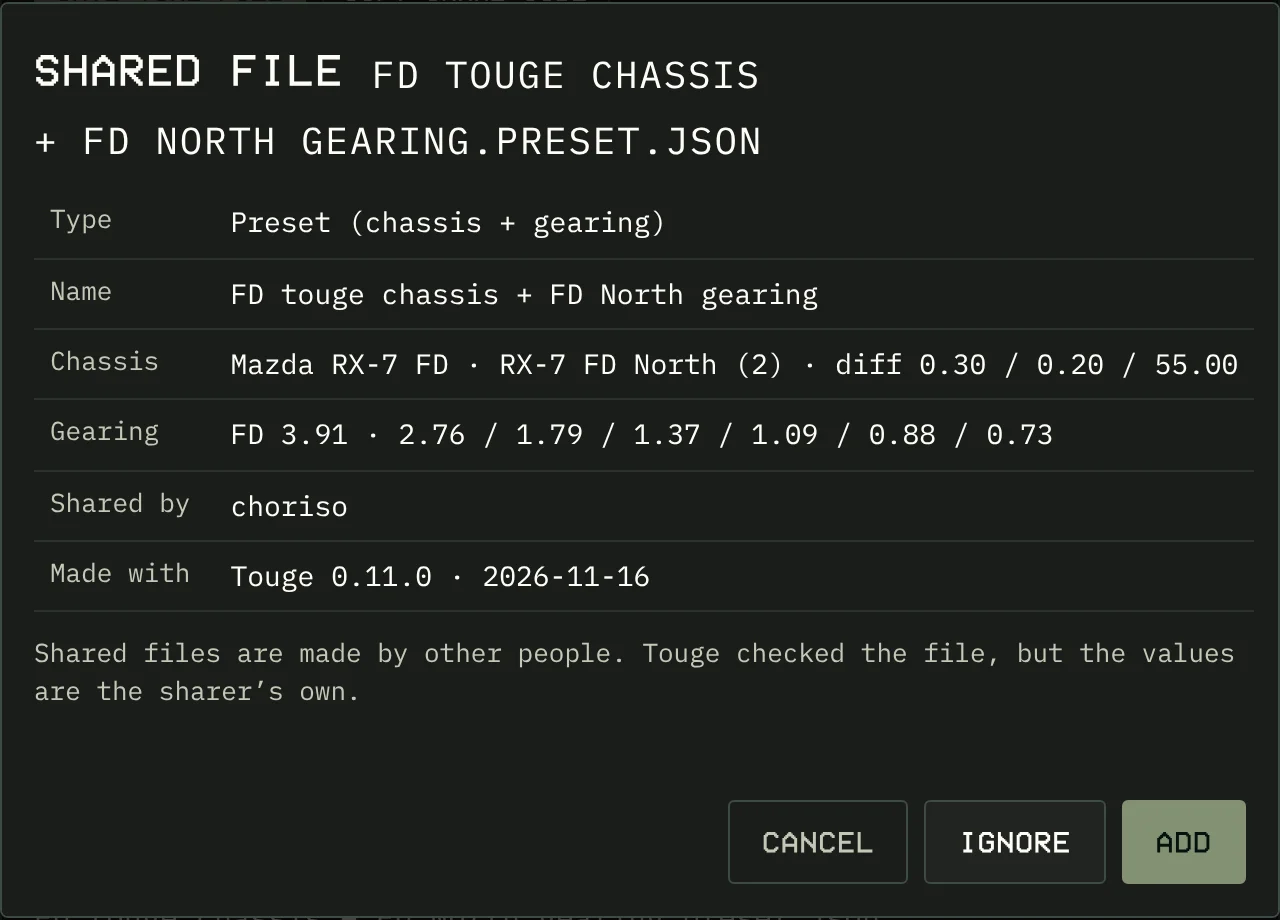 SHARED FILE FD TOUGE CHASSIS
+ FD NORTH GEARING.PRESET.JSON
Type Preset (chassis + gearing)
Name FD touge chassis + FD North gearing
Chassis Mazda RX-7 FD · RX-7 FD North (2) · diff 0.30 / 0.20 / 55.00
Gearing FD 3.91 · 2.76 / 1.79 / 1.37 / 1.09 / 0.88 / 0.73
Shared by choriso
Made with Touge 0.11.0 · 2026-11-16
Shared files are made by other people. Touge checked the file, but the values
are the sharer’s own.
CANCEL IGNORE ADD